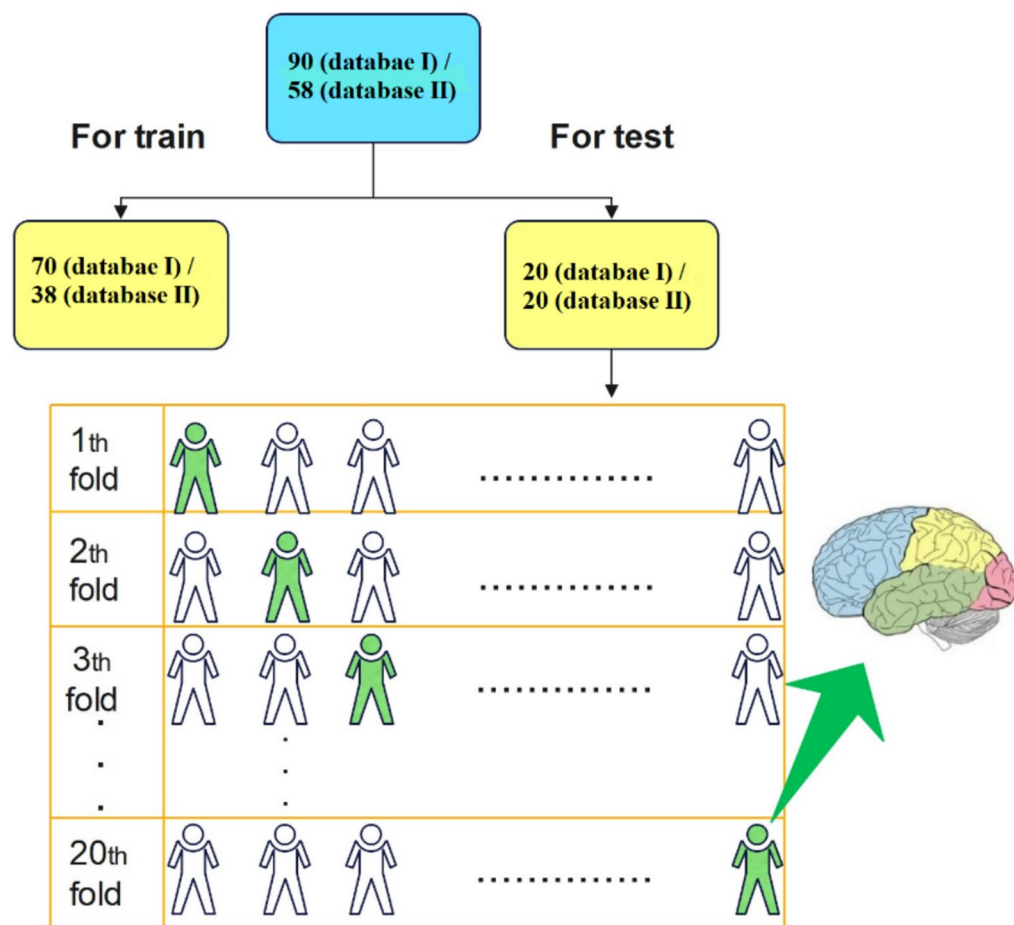 90 (databae I) /
58 (database II)
For train
For test
70 (databae I) /
38 (database II)
20 (databae I) /
20 (database II)
1th
fold
..............
2th
fold
..............
3th
fold
..............
20th
fold
..............